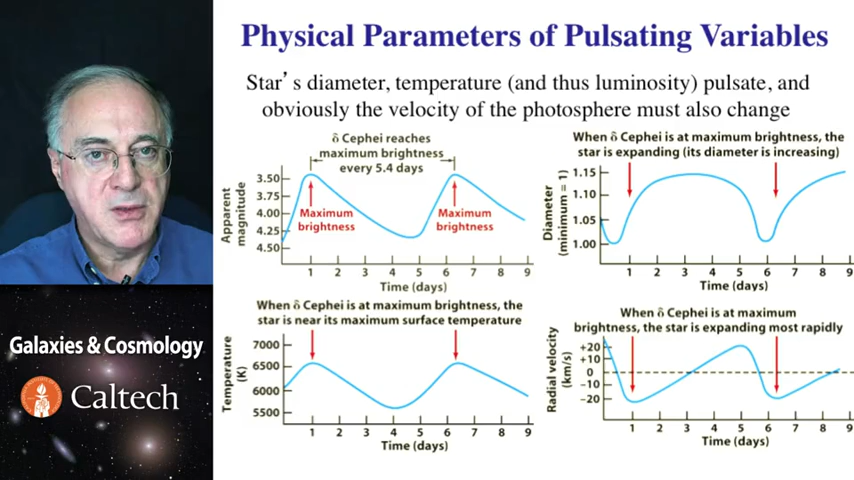 Physical Parameters of Pulsating Variables
Star's diameter, temperature (and thus luminosity) pulsate, and
obviously the velocity of the photosphere must also change
δ Cephei reaches
maximum brightness
every 5.4 days
Apparent
magnitude
3.50
3.75
4.00
4.25
4.50
Maximum
brightness
Maximum
brightness
1 2 3 4 5 6 7 8 9
Time (days)
When δ Cephei is at maximum brightness, the
star is expanding (its diameter is increasing)
Diameter
(minimum = 1)
1.15
1.10
1.05
1.00
1 2 3 4 5 6 7 8 9
Time (days)
When δ Cephei is at maximum brightness, the
star is near its maximum surface temperature
Temperature
(K)
7000
6500
6000
5500
1 2 3 4 5 6 7 8 9
Time (days)
When δ Cephei is at maximum
brightness, the star is expanding most rapidly
Radial velocity
(km/s)
+20
+10
0
-10
-20
1 2 3 4 5 6 7 8 9
Time (days)
Galaxies & Cosmology
Caltech